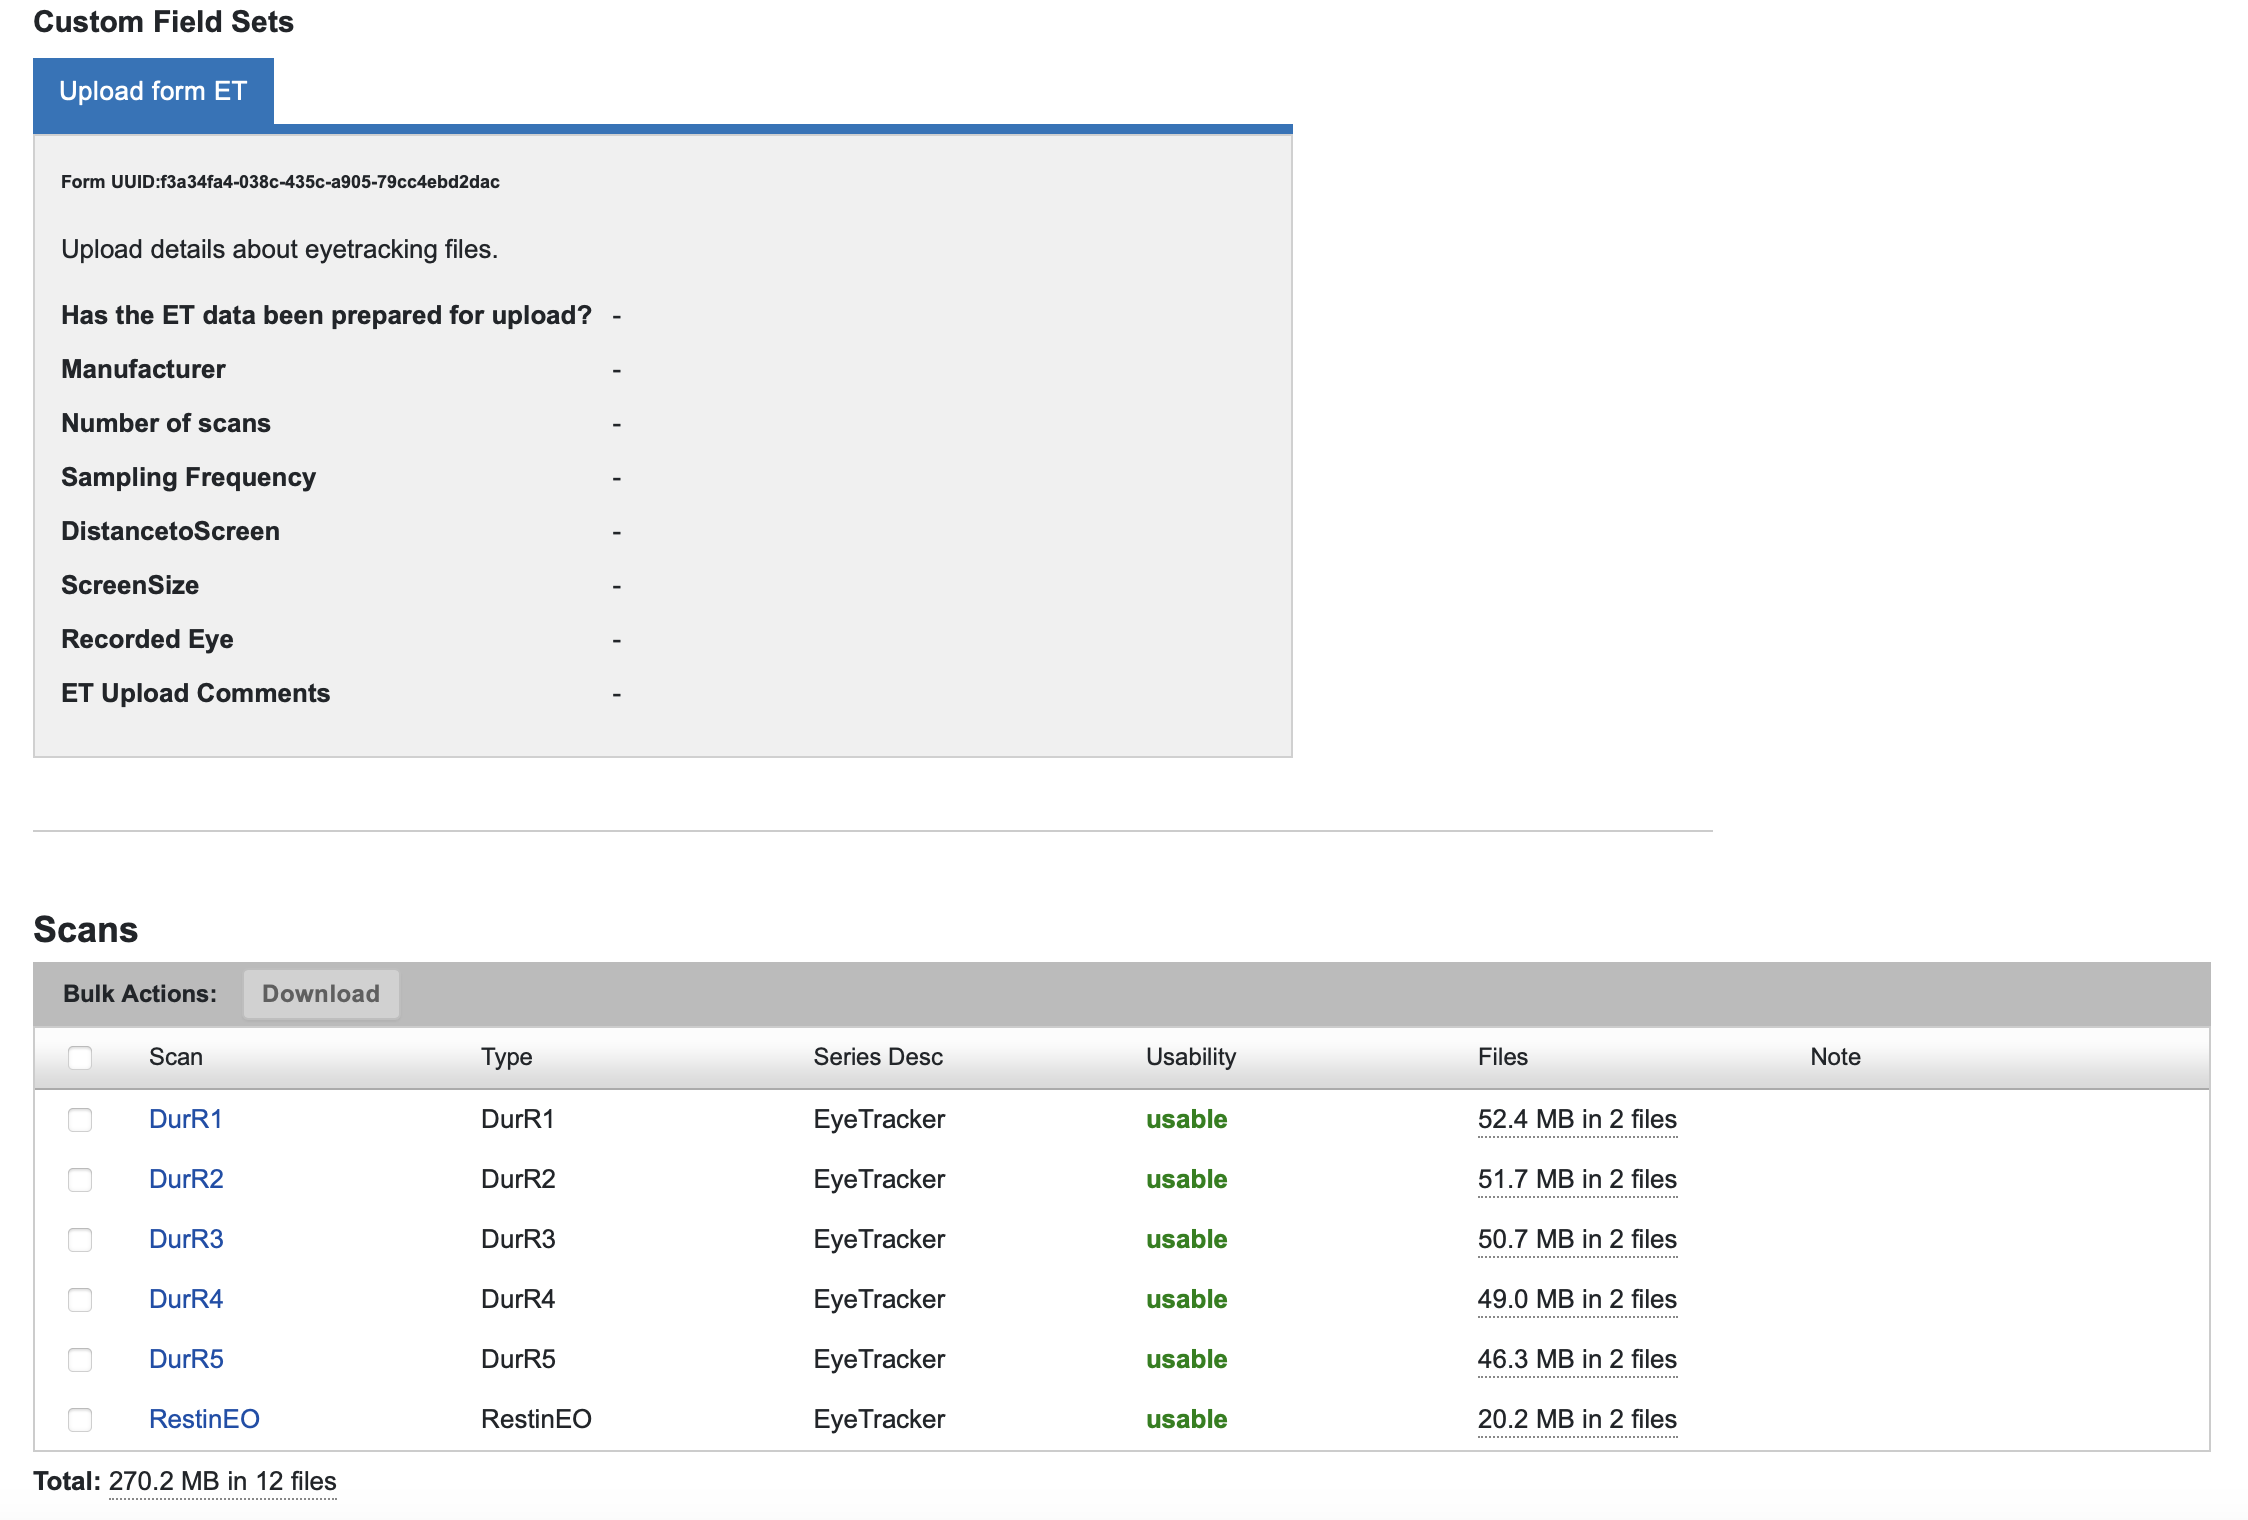 Custom Field Sets
Upload form ET
Form UUID:f3a34fa4-038c-435c-a905-79cc4ebd2dac
Upload details about eyetracking files.
Has the ET data been prepared for upload? -
Manufacturer -
Number of scans -
Sampling Frequency -
DistancetoScreen -
ScreenSize -
Recorded Eye -
ET Upload Comments -
Scans
Bulk Actions: Download
Scan Type Series Desc Usability Files Note
DurR1 DurR1 EyeTracker usable 52.4 MB in 2 files
DurR2 DurR2 EyeTracker usable 51.7 MB in 2 files
DurR3 DurR3 EyeTracker usable 50.7 MB in 2 files
DurR4 DurR4 EyeTracker usable 49.0 MB in 2 files
DurR5 DurR5 EyeTracker usable 46.3 MB in 2 files
RestinEO RestinEO EyeTracker usable 20.2 MB in 2 files
Total: 270.2 MB in 12 files